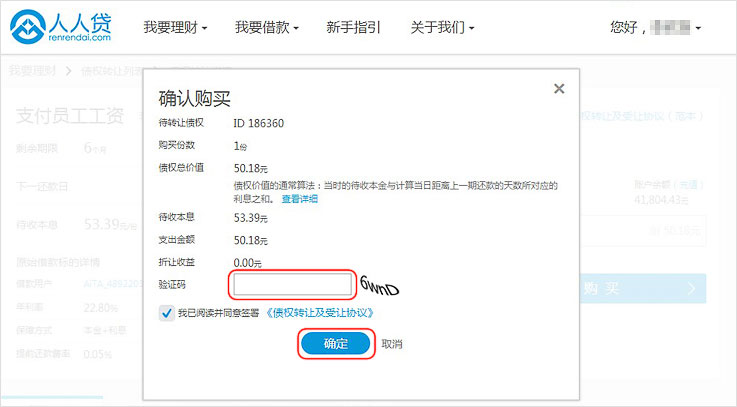 人人贷
renrendai.com
我要理财
我要借款
新手指引
关于我们
您好，
我要理财
债权转让列表
确认购买
待转让债权 ID 186360
购买份数 1份
债权总价值 50.18元
债权价值的通常算法：当时的待收本金与计算当日距离上一期还款的天数所对应的
利息之和。 查看详细
待收本息 53.39元
支出金额 50.18元
折让收益 0.00元
验证码 6wnD
我已阅读并同意签署 《债权转让及受让协议》
确定 取消
支付员工工资
剩余期限 6个月
下一还款日
待收本息 53.39元/份
原始借款标的详情
借款用户
年利率 22.80%
保障方式 本金+利息
提前还款费率 0.05%
权转让及受让协议（范本）
账户余额（充值）
41,804.43元
购 买